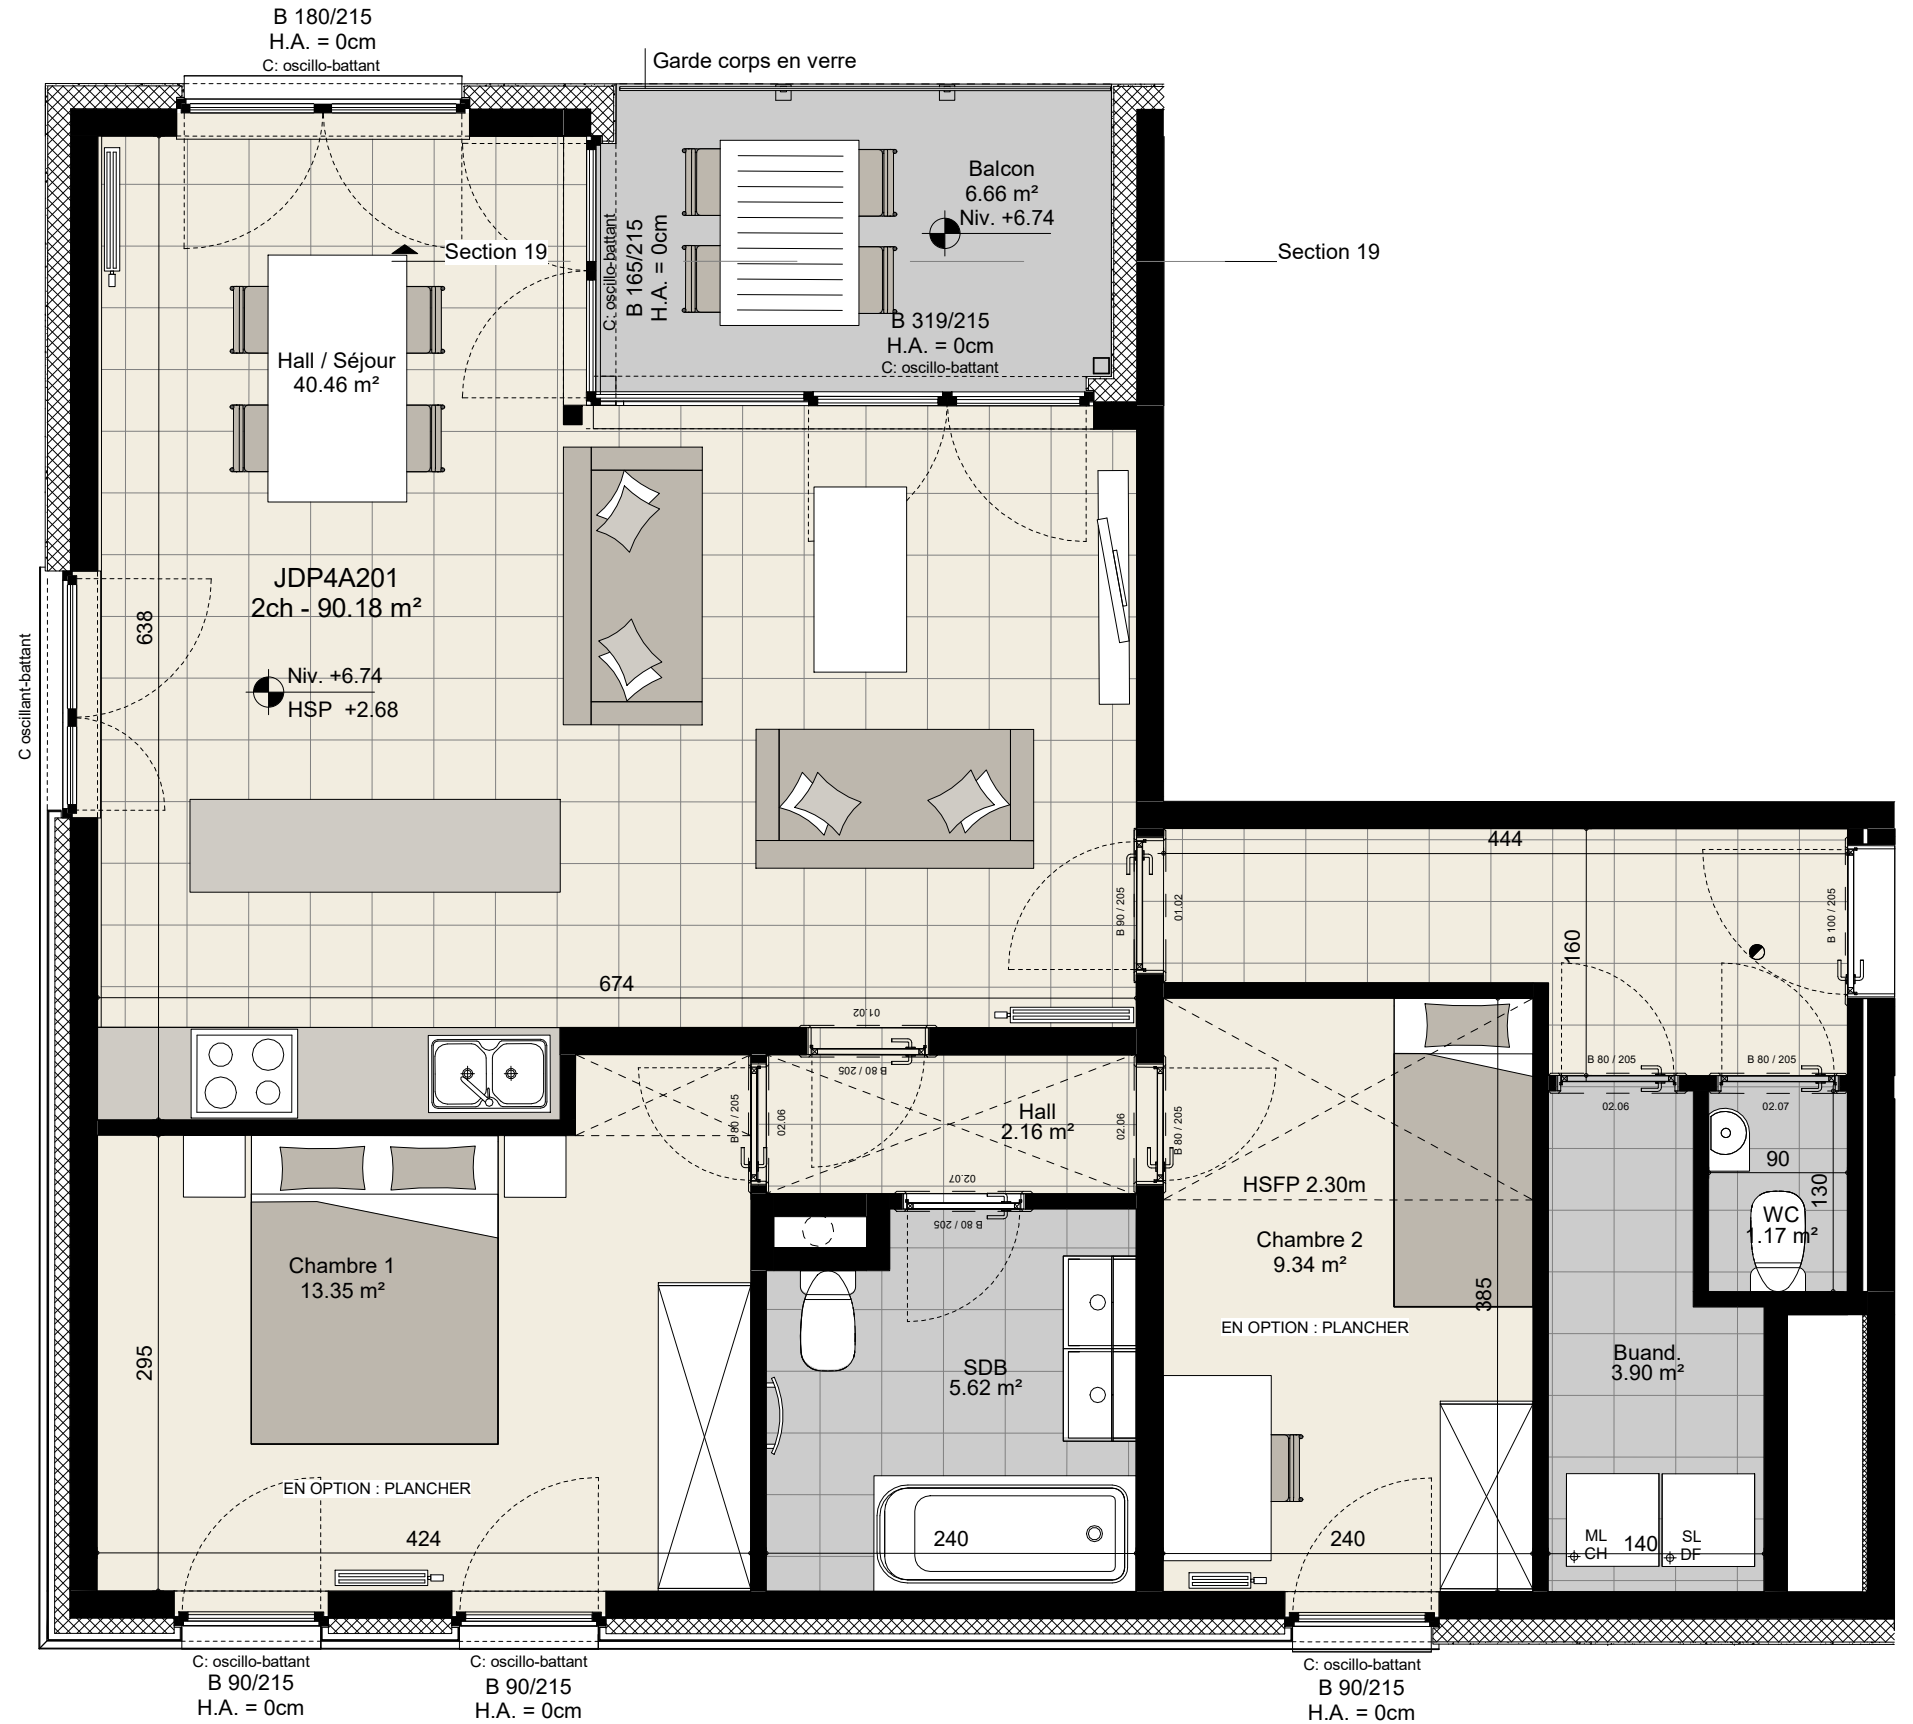 B 180/215
H.A. = 0cm
C: oscillo-battant
Garde corps en verre
Balcon
6.66 m²
Niv. +6.74
Section 19
Section 19
C: oscillo-battant
B 165/215
H.A. = 0cm
B 319/215
H.A. = 0cm
C: oscillo-battant
Hall / Séjour
40.46 m²
JDP4A201
2ch - 90.18 m²
638
C oscillant-battant
Niv. +6.74
HSP +2.68
444
B 90 / 205
01.02
B 100 / 205
160
674
01.02
B 80 / 205
B 80 / 205
B 80 / 205
02.06
02.07
B 80 / 205
02.06
Hall
2.16 m²
02.06
B 80 / 205
02.07
B 80 / 205
HSFP 2.30m
90
130
WC
1.17 m²
Chambre 1
13.35 m²
Chambre 2
9.34 m²
385
EN OPTION : PLANCHER
295
SDB
5.62 m²
Buand.
3.90 m²
EN OPTION : PLANCHER
424
240
240
ML
CH
140
SL
DF
C: oscillo-battant
B 90/215
H.A. = 0cm
C: oscillo-battant
B 90/215
H.A. = 0cm
C: oscillo-battant
B 90/215
H.A. = 0cm